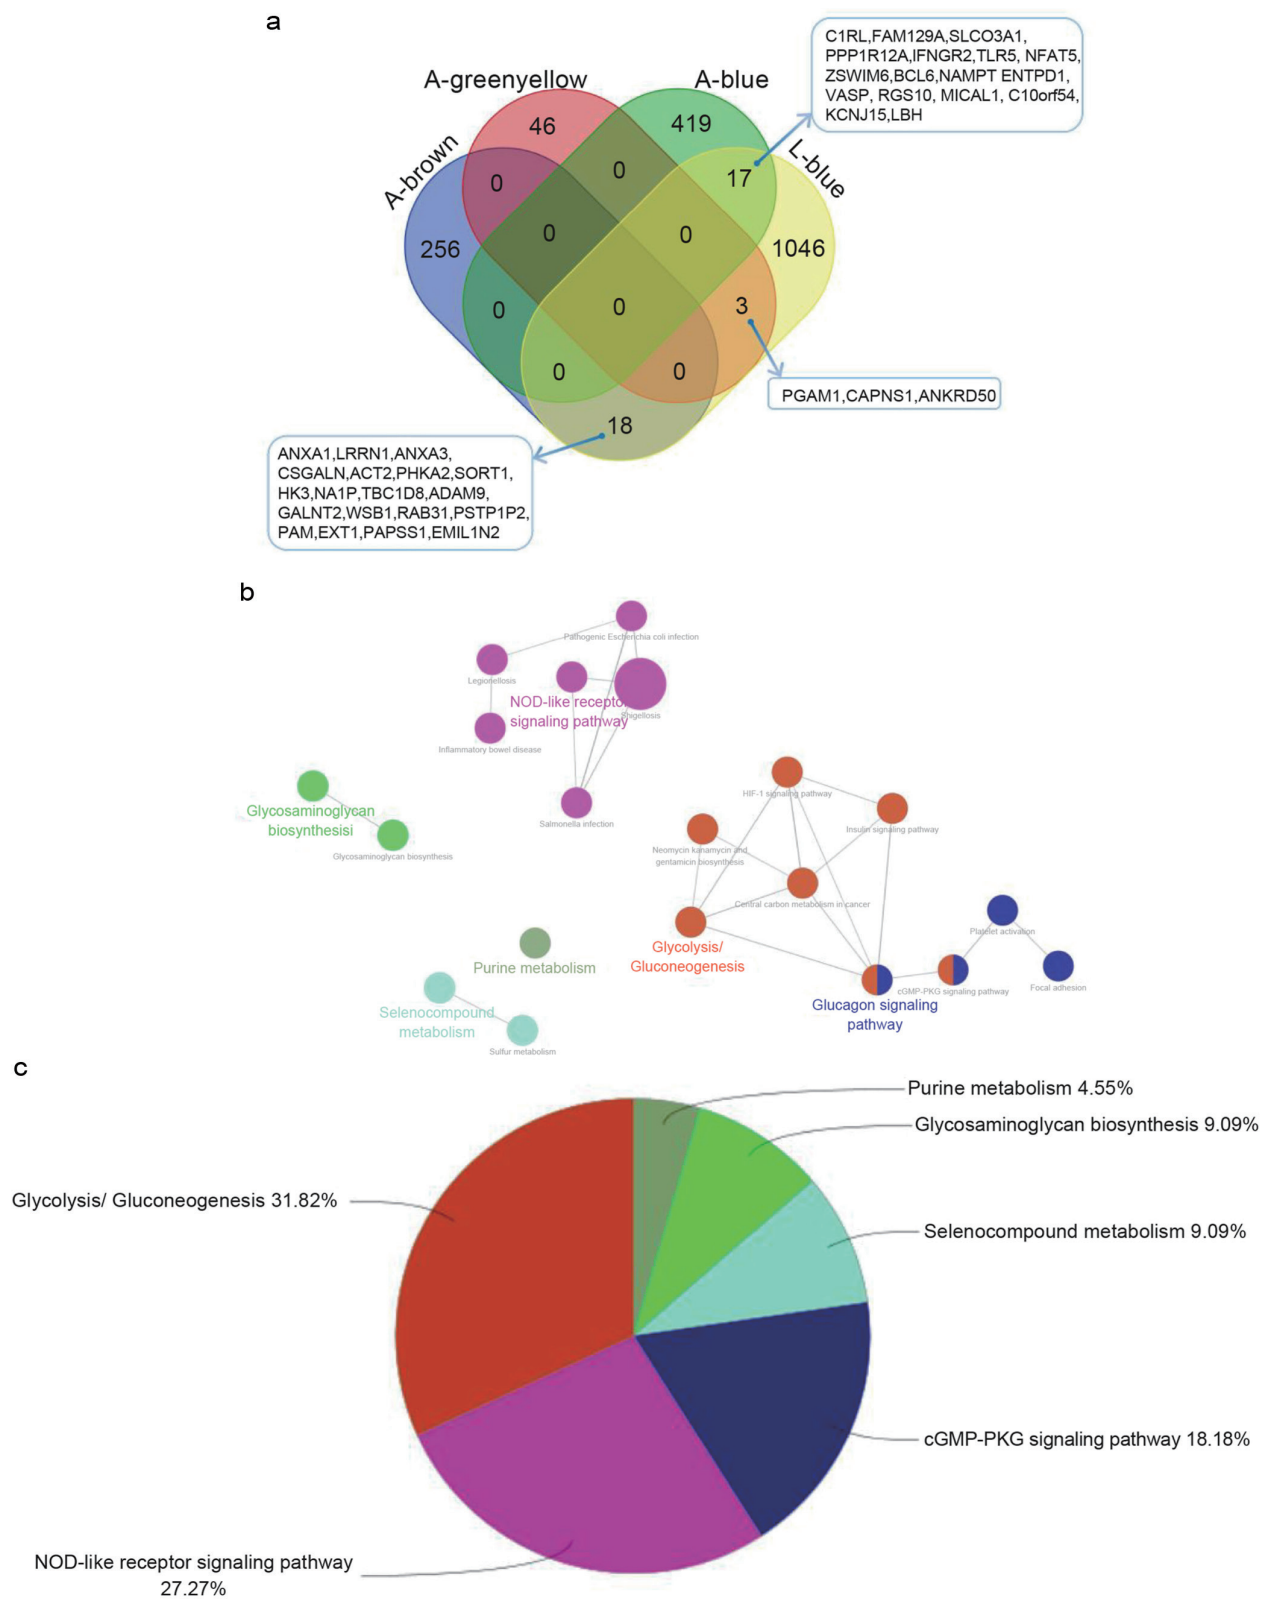 a
A-greenyellow
A-blue
A-brown
L-blue
46
419
0
0
17
256
0
0
1046
0
0
3
0
0
18
C1RL,FAM129A,SLCO3A1,
PPP1R12A,IFNGR2,TLR5, NFAT5,
ZSWIM6,BCL6,NAMPT ENTPD1,
VASP, RGS10, MICAL1, C10orf54,
KCNJ15,LBH
PGAM1,CAPNS1,ANKRD50
ANXA1,LRRN1,ANXA3,
CSGALN,ACT2,PHKA2,SORT1,
HK3,NA1P,TBC1D8,ADAM9,
GALNT2,WSB1,RAB31,PSTP1P2,
PAM,EXT1,PAPSS1,EMIL1N2
b
Pathogenic Escherichia coli infection
Legionellosis
NOD-like receptor
signaling pathway
Shigellosis
Inflammatory bowel disease
Salmonella infection
Glycosaminoglycan
biosynthesisi
Glycosaminoglycan biosynthesis
HIF-1 signaling pathway
Insulin signaling pathway
Neomycin kanamycin and
gentamicin biosynthesis
Central carbon metabolism in cancer
Glycolysis/
Gluconeogenesis
Platelet activation
cGMP-PKG signaling pathway
Focal adhesion
Glucagon signaling
pathway
Purine metabolism
Selenocompound
metabolism
Sulfur metabolism
c
Purine metabolism 4.55%
Glycosaminoglycan biosynthesis 9.09%
Glycolysis/ Gluconeogenesis 31.82%
Selenocompound metabolism 9.09%
cGMP-PKG signaling pathway 18.18%
NOD-like receptor signaling pathway
27.27%